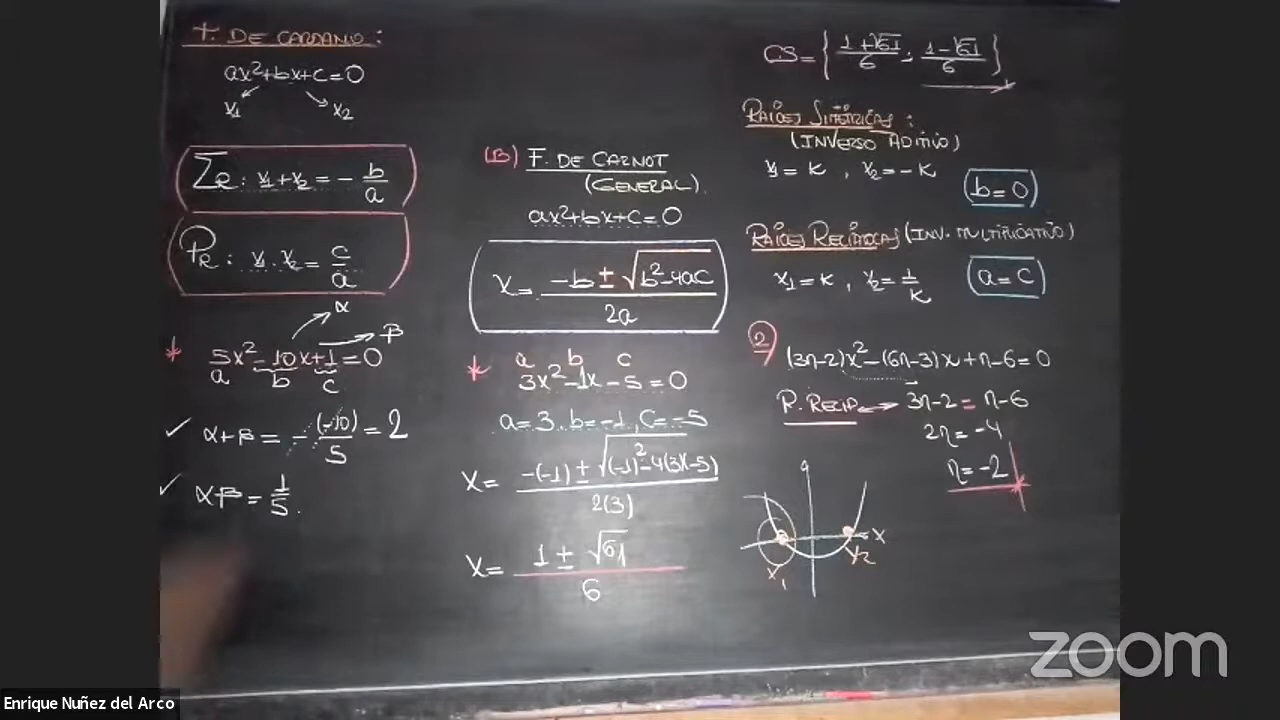 T. DE CARDANO:
ax²+bx+c=0
x₁ x₂
Σ_R: x₁+x₂ = - b/a
P_R: x₁.x₂ = c/a
α β
* 5x²-10x+1=0
a b c
✓ α+β = - (-10)/5 = 2
✓ αβ = 1/5.
(B) F. DE CARNOT
(GENERAL).
ax²+bx+c=0
x = (-b ± √(b²-4ac))/2a
a b c
* 3x²-1x-5=0
a=3, b=-1, c=-5
x = (-(-1) ± √((-1)²-4(3)(-5)))/2(3)
x = (1 ± √61)/6
CS = { (1+√61)/6 ; (1-√61)/6 }
RAÍCES SIMÉTRICAS:
(INVERSO ADITIVO)
x₁ = K , x₂ = -K
b=0
RAÍCES RECÍPROCAS (INV. MULTIPLICATIVO)
x₁ = K , x₂ = 1/K
a=c
2) (3n-2)x²-(6n-3)x+n-6=0
R. RECIP ↔ 3n-2 = n-6
2n=-4
n=-2
x
x₁ x₂
zoom
Enrique Nuñez del Arco